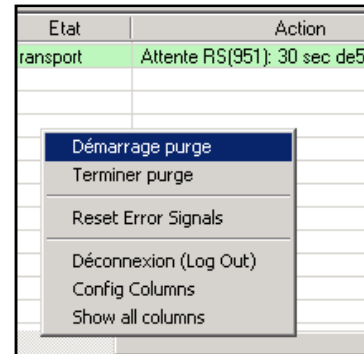 Etat Action
ransport Attente RS(951): 30 sec de5
Démarrage purge
Terminer purge
Reset Error Signals
Déconnexion (Log Out)
Config Columns
Show all columns